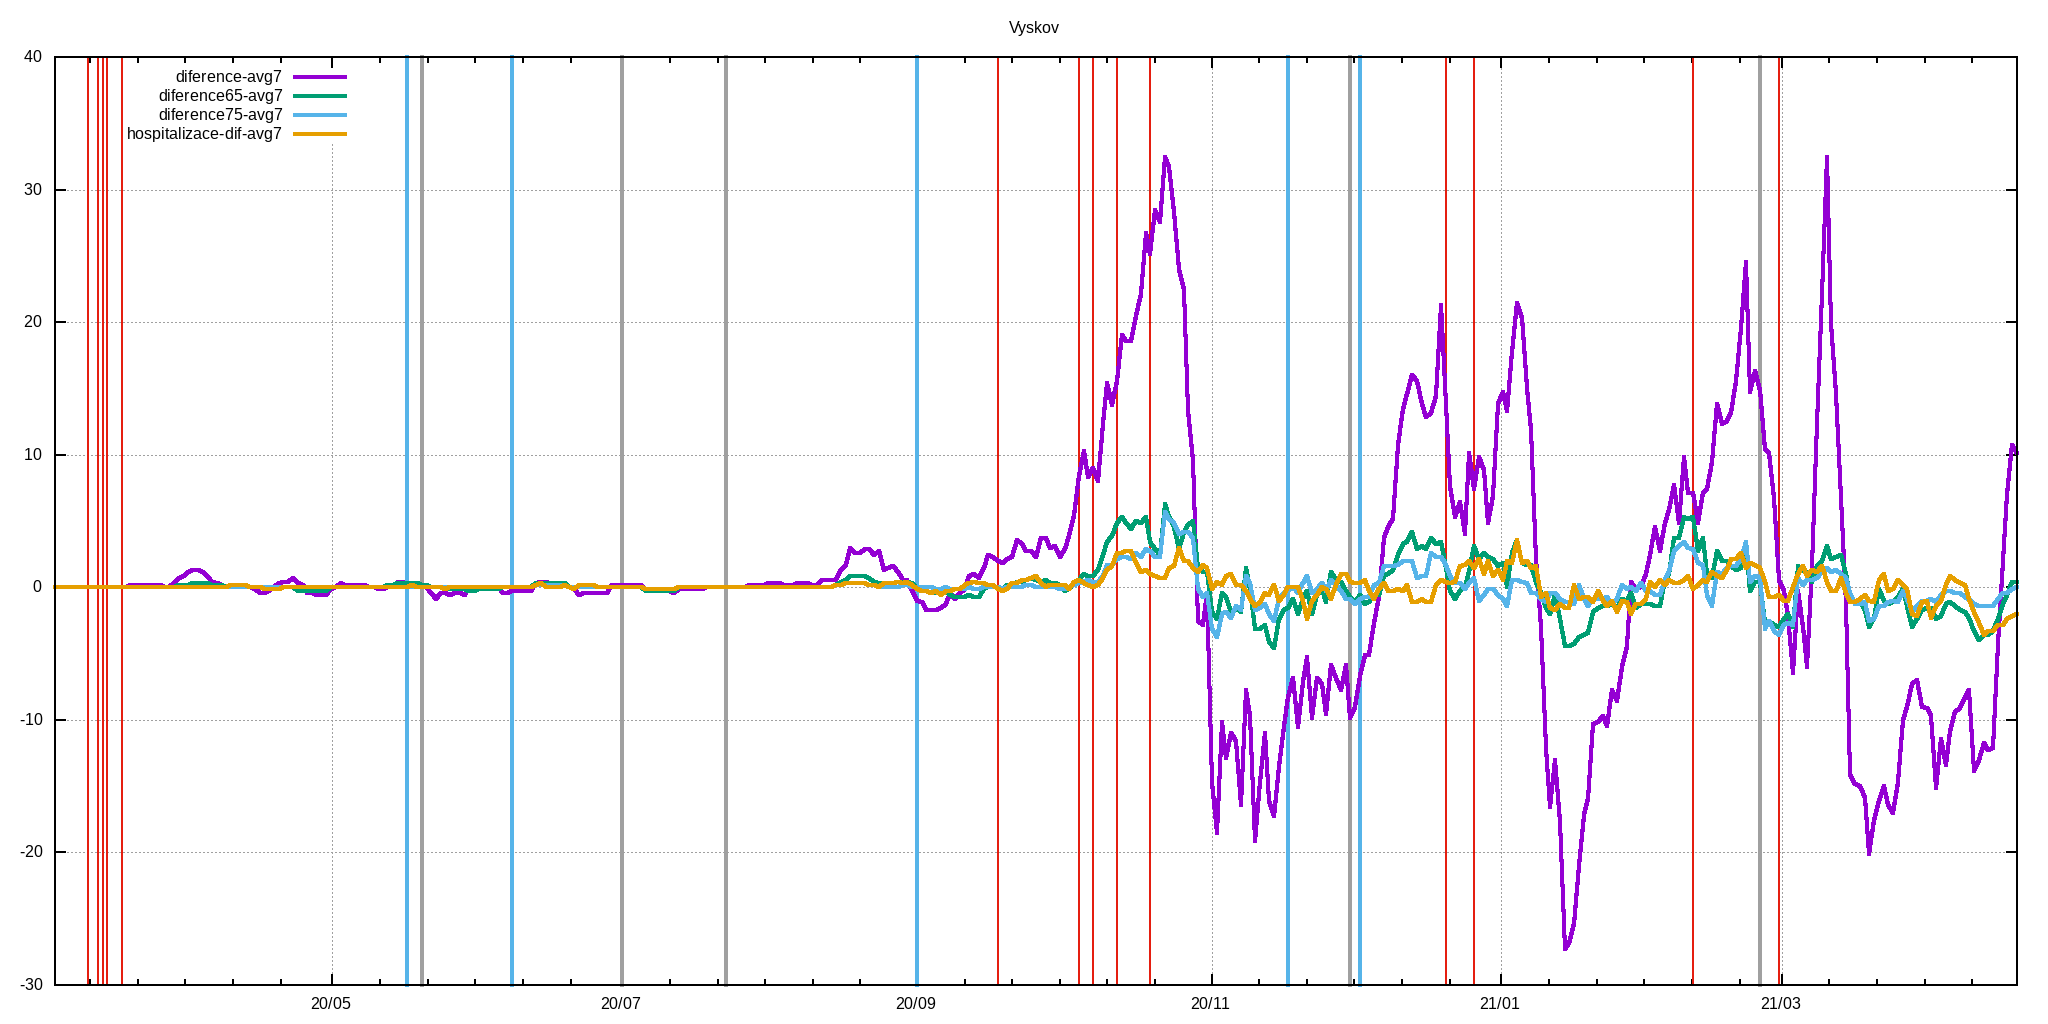 Vyskov
40
30
20
10
0
-10
-20
-30
diference-avg7
diference65-avg7
diference75-avg7
hospitalizace-dif-avg7
20/05
20/07
20/09
20/11
21/01
21/03